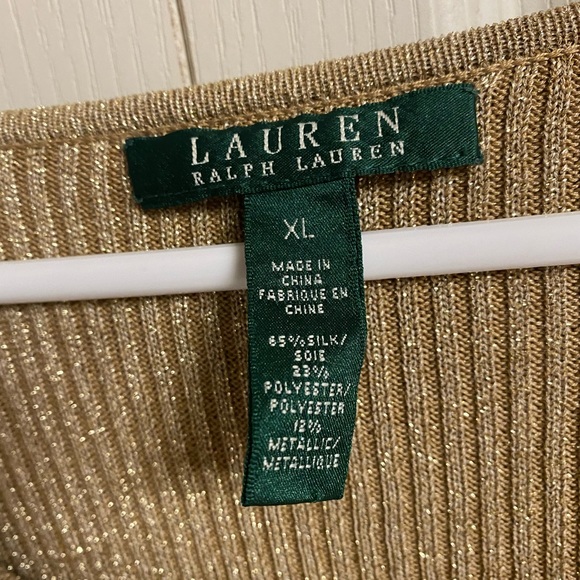 LAUREN
RALPH LAUREN
XL
MADE IN
CHINA
FABRIQUE EN
CHINE
65% SILK/
SOIE
23%
POLYESTER/
POLYESTER
12%
METALLIC/
METALLIQUE